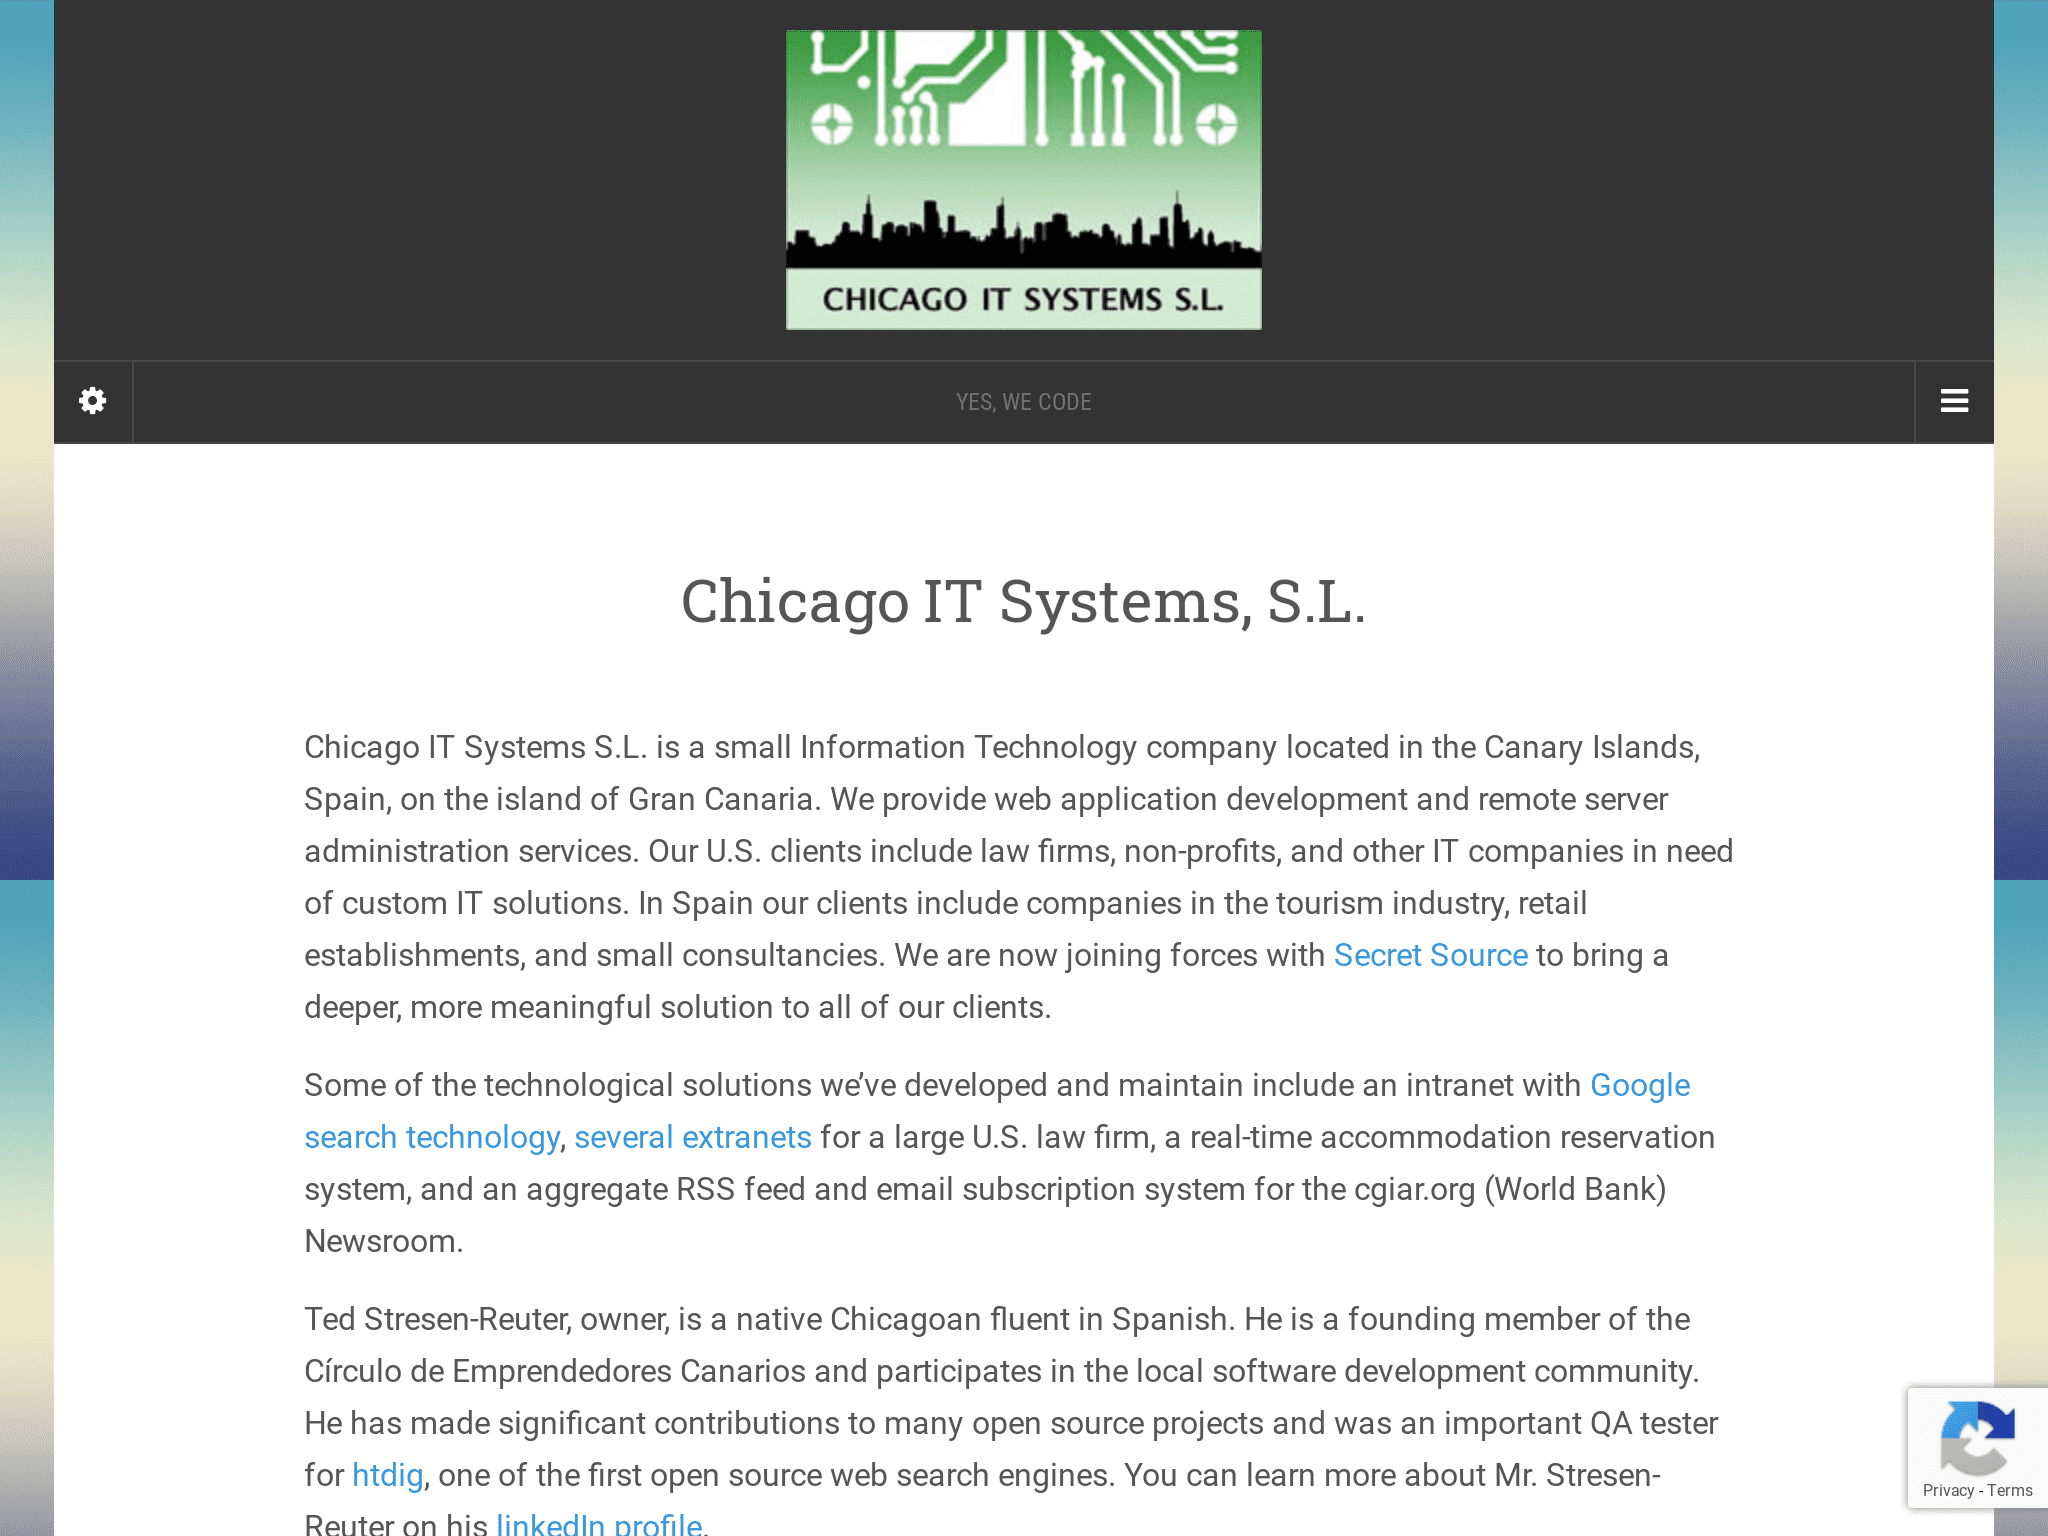 CHICAGO IT SYSTEMS S.L.
YES, WE CODE
Chicago IT Systems, S.L.
Chicago IT Systems S.L. is a small Information Technology company located in the Canary Islands,
Spain, on the island of Gran Canaria. We provide web application development and remote server
administration services. Our U.S. clients include law firms, non-profits, and other IT companies in need
of custom IT solutions. In Spain our clients include companies in the tourism industry, retail
establishments, and small consultancies. We are now joining forces with Secret Source to bring a
deeper, more meaningful solution to all of our clients.
Some of the technological solutions we’ve developed and maintain include an intranet with Google
search technology, several extranets for a large U.S. law firm, a real-time accommodation reservation
system, and an aggregate RSS feed and email subscription system for the cgiar.org (World Bank)
Newsroom.
Ted Stresen-Reuter, owner, is a native Chicagoan fluent in Spanish. He is a founding member of the
Círculo de Emprendedores Canarios and participates in the local software development community.
He has made significant contributions to many open source projects and was an important QA tester
for htdig, one of the first open source web search engines. You can learn more about Mr. Stresen-
Reuter on his linkedIn profile.
Privacy - Terms